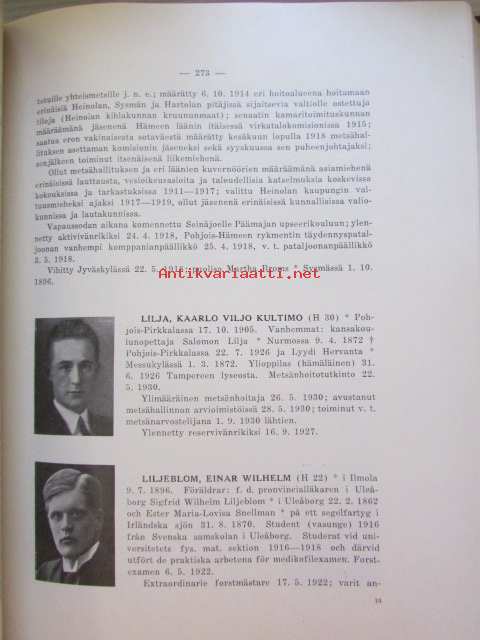 — 273 —
tetuille yhteismetsille j. n. e.; määrätty 6. 10. 1914 eri hoitoalueena hoitamaan
erinäisiä Heinolan, Sysmän ja Hartolan pitäjissä sijaitsevia valtiolle ostettuja
tiloja (Heinolan kihlakunnan kruununmaat); senaatin kamaritoimituskunnan
määräämänä jäsenenä Hämeen läänin itäisessä virkatalokomisionissa 1915;
saatua eron vakinaisesta sotaväestä määrätty kesäkuun lopulla 1918 metsähal-
lituksen asettaman komisionin jäseneksi sekä syyskuussa sen puheenjohtajaksi;
senjälkeen toiminut itsenäisenä liikemiehenä.
Ollut metsähallituksen ja eri läänien kuvernöörien määräämänä asiamiehenä
erinäisissä lauttausta, vesioikeusasioita ja taloudellisia katselmuksia koskevissa
kokouksissa ja tarkastuksissa 1911—1917; valittu Heinolan kaupungin val-
tuusmieheksi ajaksi 1917—1919, ollut jäsenenä erinäisissä kunnallisissa valio-
kunnissa ja lautakunnissa.
Vapaussodan aikana komennettu Seinäjoelle Päämajan upseerikouluun; ylen-
netty aktiivivänrikiksi 24. 4. 1918, Pohjois-Hämeen rykmentin täydennyspatal-
joonan vanhempi komppanianpäällikkö 25. 4. 1918, v. t. pataljoonanpäällikkö
3. 5. 1918.
Vihitty Jyväskylässä 22. 5. 1916; puoliso Martha Broms * Sysmässä 1. 10.
1896.
Antikvariaatti.net
LILJA, KAARLO VILJO KULTIMO (H 30) * Poh-
jois-Pirkkalassa 17. 10. 1905. Vanhemmat: kansakou-
lunopettaja Salomon Lilja * Nurmossa 9. 4. 1872 †
Pohjois-Pirkkalassa 22. 7. 1926 ja Lyydi Hervanta *
Messukylässä 1. 3. 1872. Ylioppilas (hämäläinen) 31.
5. 1926 Tampereen lyseosta. Metsänhoitotutkinto 22.
5. 1930.
Ylimääräinen metsänhoitaja 26. 5. 1930; avustanut
metsähallinnon arvioimistöissä 28. 5. 1930; toiminut v. t.
metsänarvostelijana 1. 9. 1930 lähtien.
Ylennetty reservivänrikiksi 16. 9. 1927.
LILJEBLOM, EINAR WILHELM (H 22) * i Ilmola
9. 7. 1896. Föräldrar: f. d. provincialläkaren i Uleå-
borg Sigfrid Wilhelm Liljeblom * i Uleåborg 22. 2. 1862
och Ester Maria-Lovisa Snellman * på ett segelfartyg i
Irländska sjön 31. 8. 1870. Student (vasunge) 1916
från Svenska samskolan i Uleåborg. Studerat vid uni-
versitetets fys. mat. sektion 1916—1918 och därvid
utfört de praktiska arbetena för medikofilexamen. Forst-
examen 6. 5. 1922.
Extraordinarie forstmästare 17. 5. 1922; varit an-
18